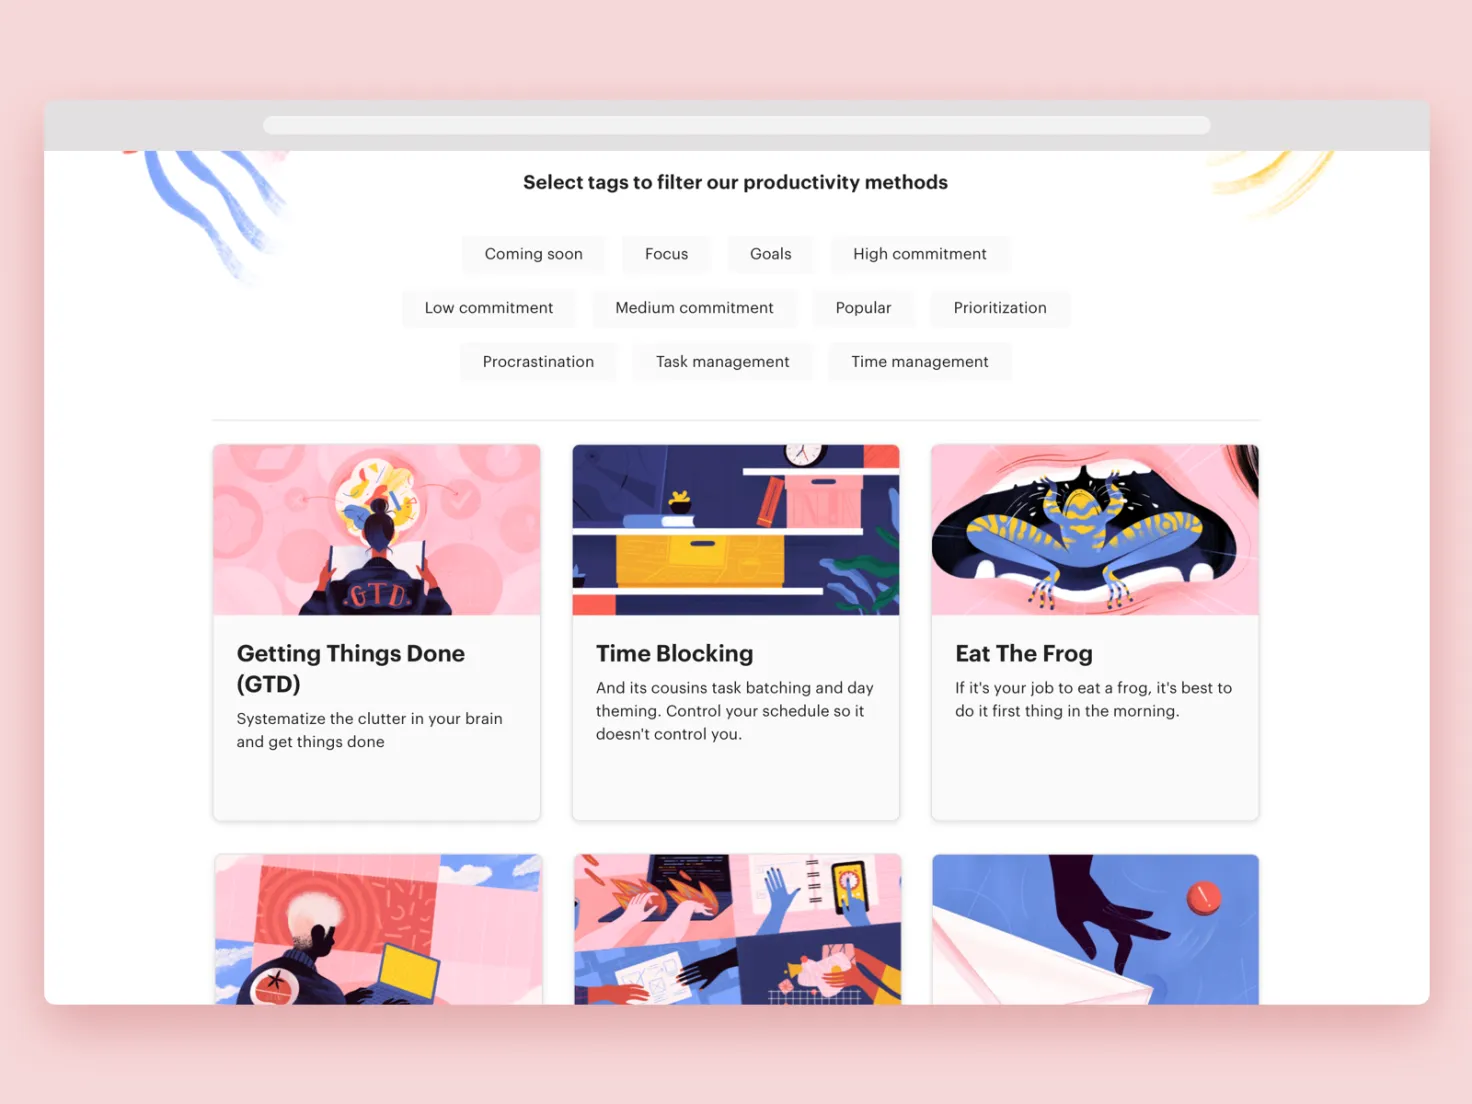 Select tags to filter our productivity methods
Coming soon
Focus
Goals
High commitment
Low commitment
Medium commitment
Popular
Prioritization
Procrastination
Task management
Time management
GTD
Getting Things Done
(GTD)
Systematize the clutter in your brain
and get things done
Time Blocking
And its cousins task batching and day
theming. Control your schedule so it
doesn't control you.
Eat The Frog
If it's your job to eat a frog, it's best to
do it first thing in the morning.